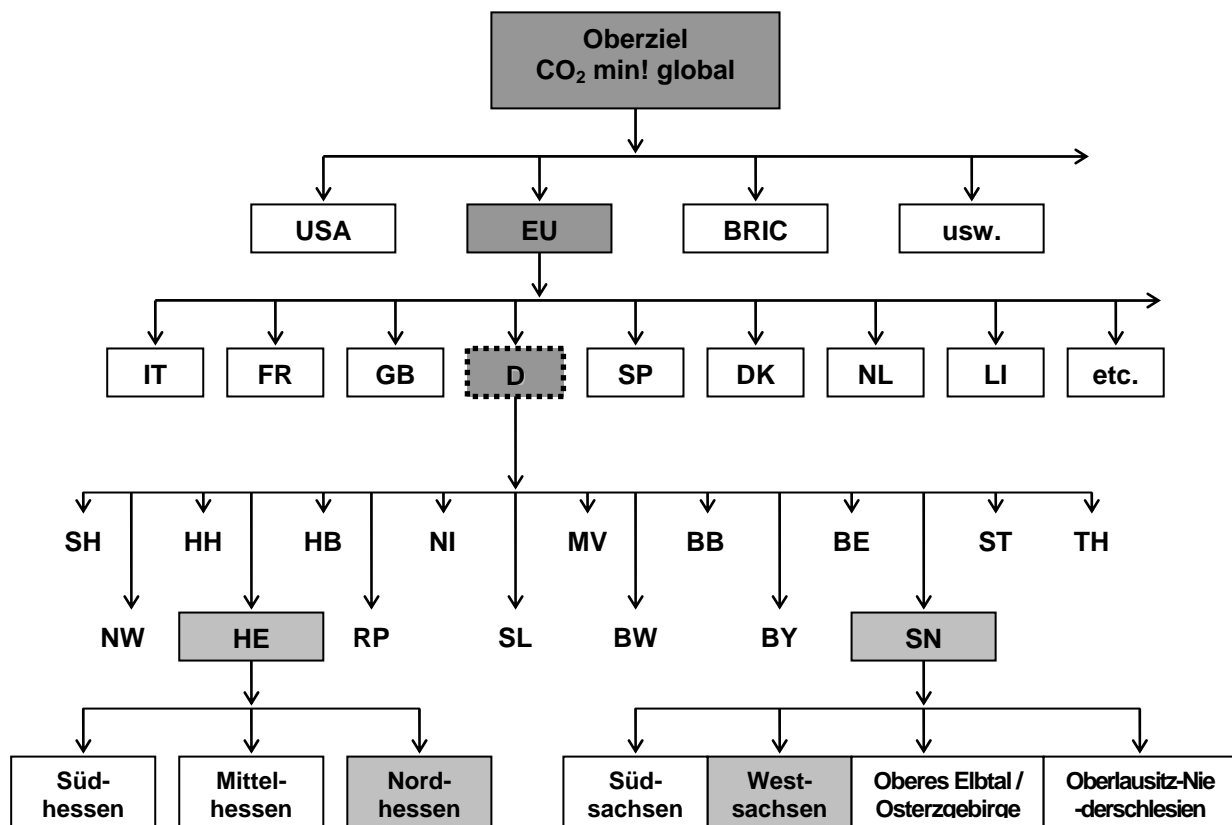 Oberziel
CO₂ min! global
USA EU BRIC usw.
IT FR GB D SP DK NL LI etc.
SH HH HB NI MV BB BE ST TH
NW HE RP SL BW BY SN
Süd-
hessen
Mittel-
hessen
Nord-
hessen
Süd-
sachsen
West-
sachsen
Oberes Elbtal /
Osterzgebirge
Oberlausitz-Nie
-derschlesien